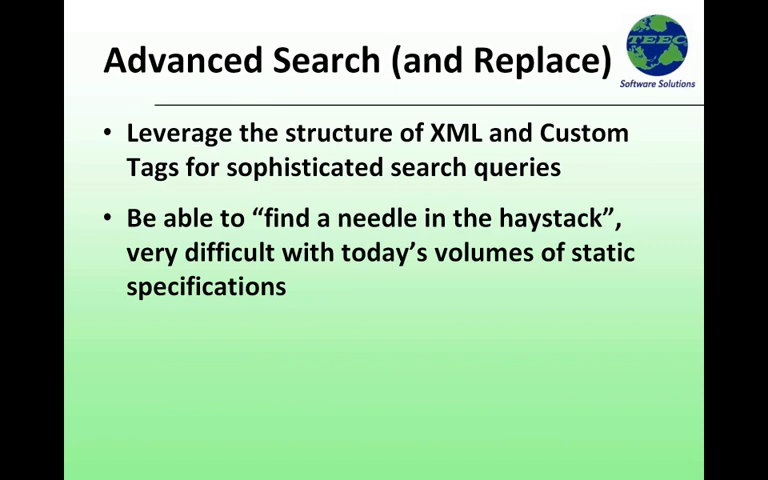 Advanced Search (and Replace)
TEEC
Software Solutions
• Leverage the structure of XML and Custom
Tags for sophisticated search queries
• Be able to “find a needle in the haystack”,
very difficult with today’s volumes of static
specifications